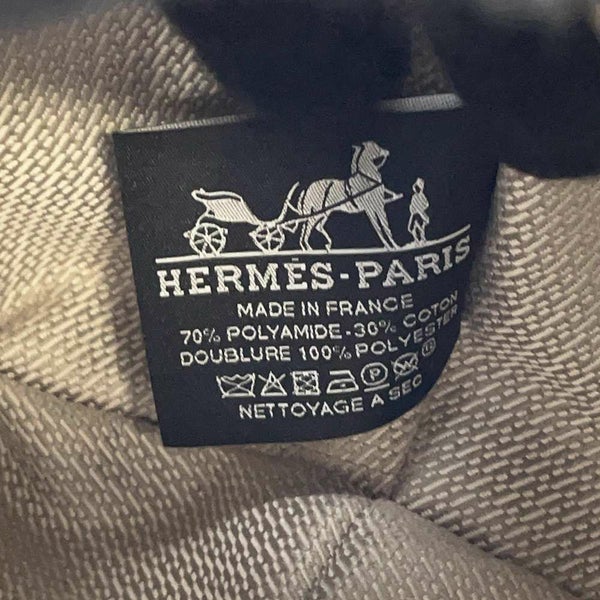 HERMÈS-PARIS
MADE IN FRANCE
70% POLYAMIDE-30% COTON
DOUBLURE 100% POLYESTER
P W
NETTOYAGE A SEC